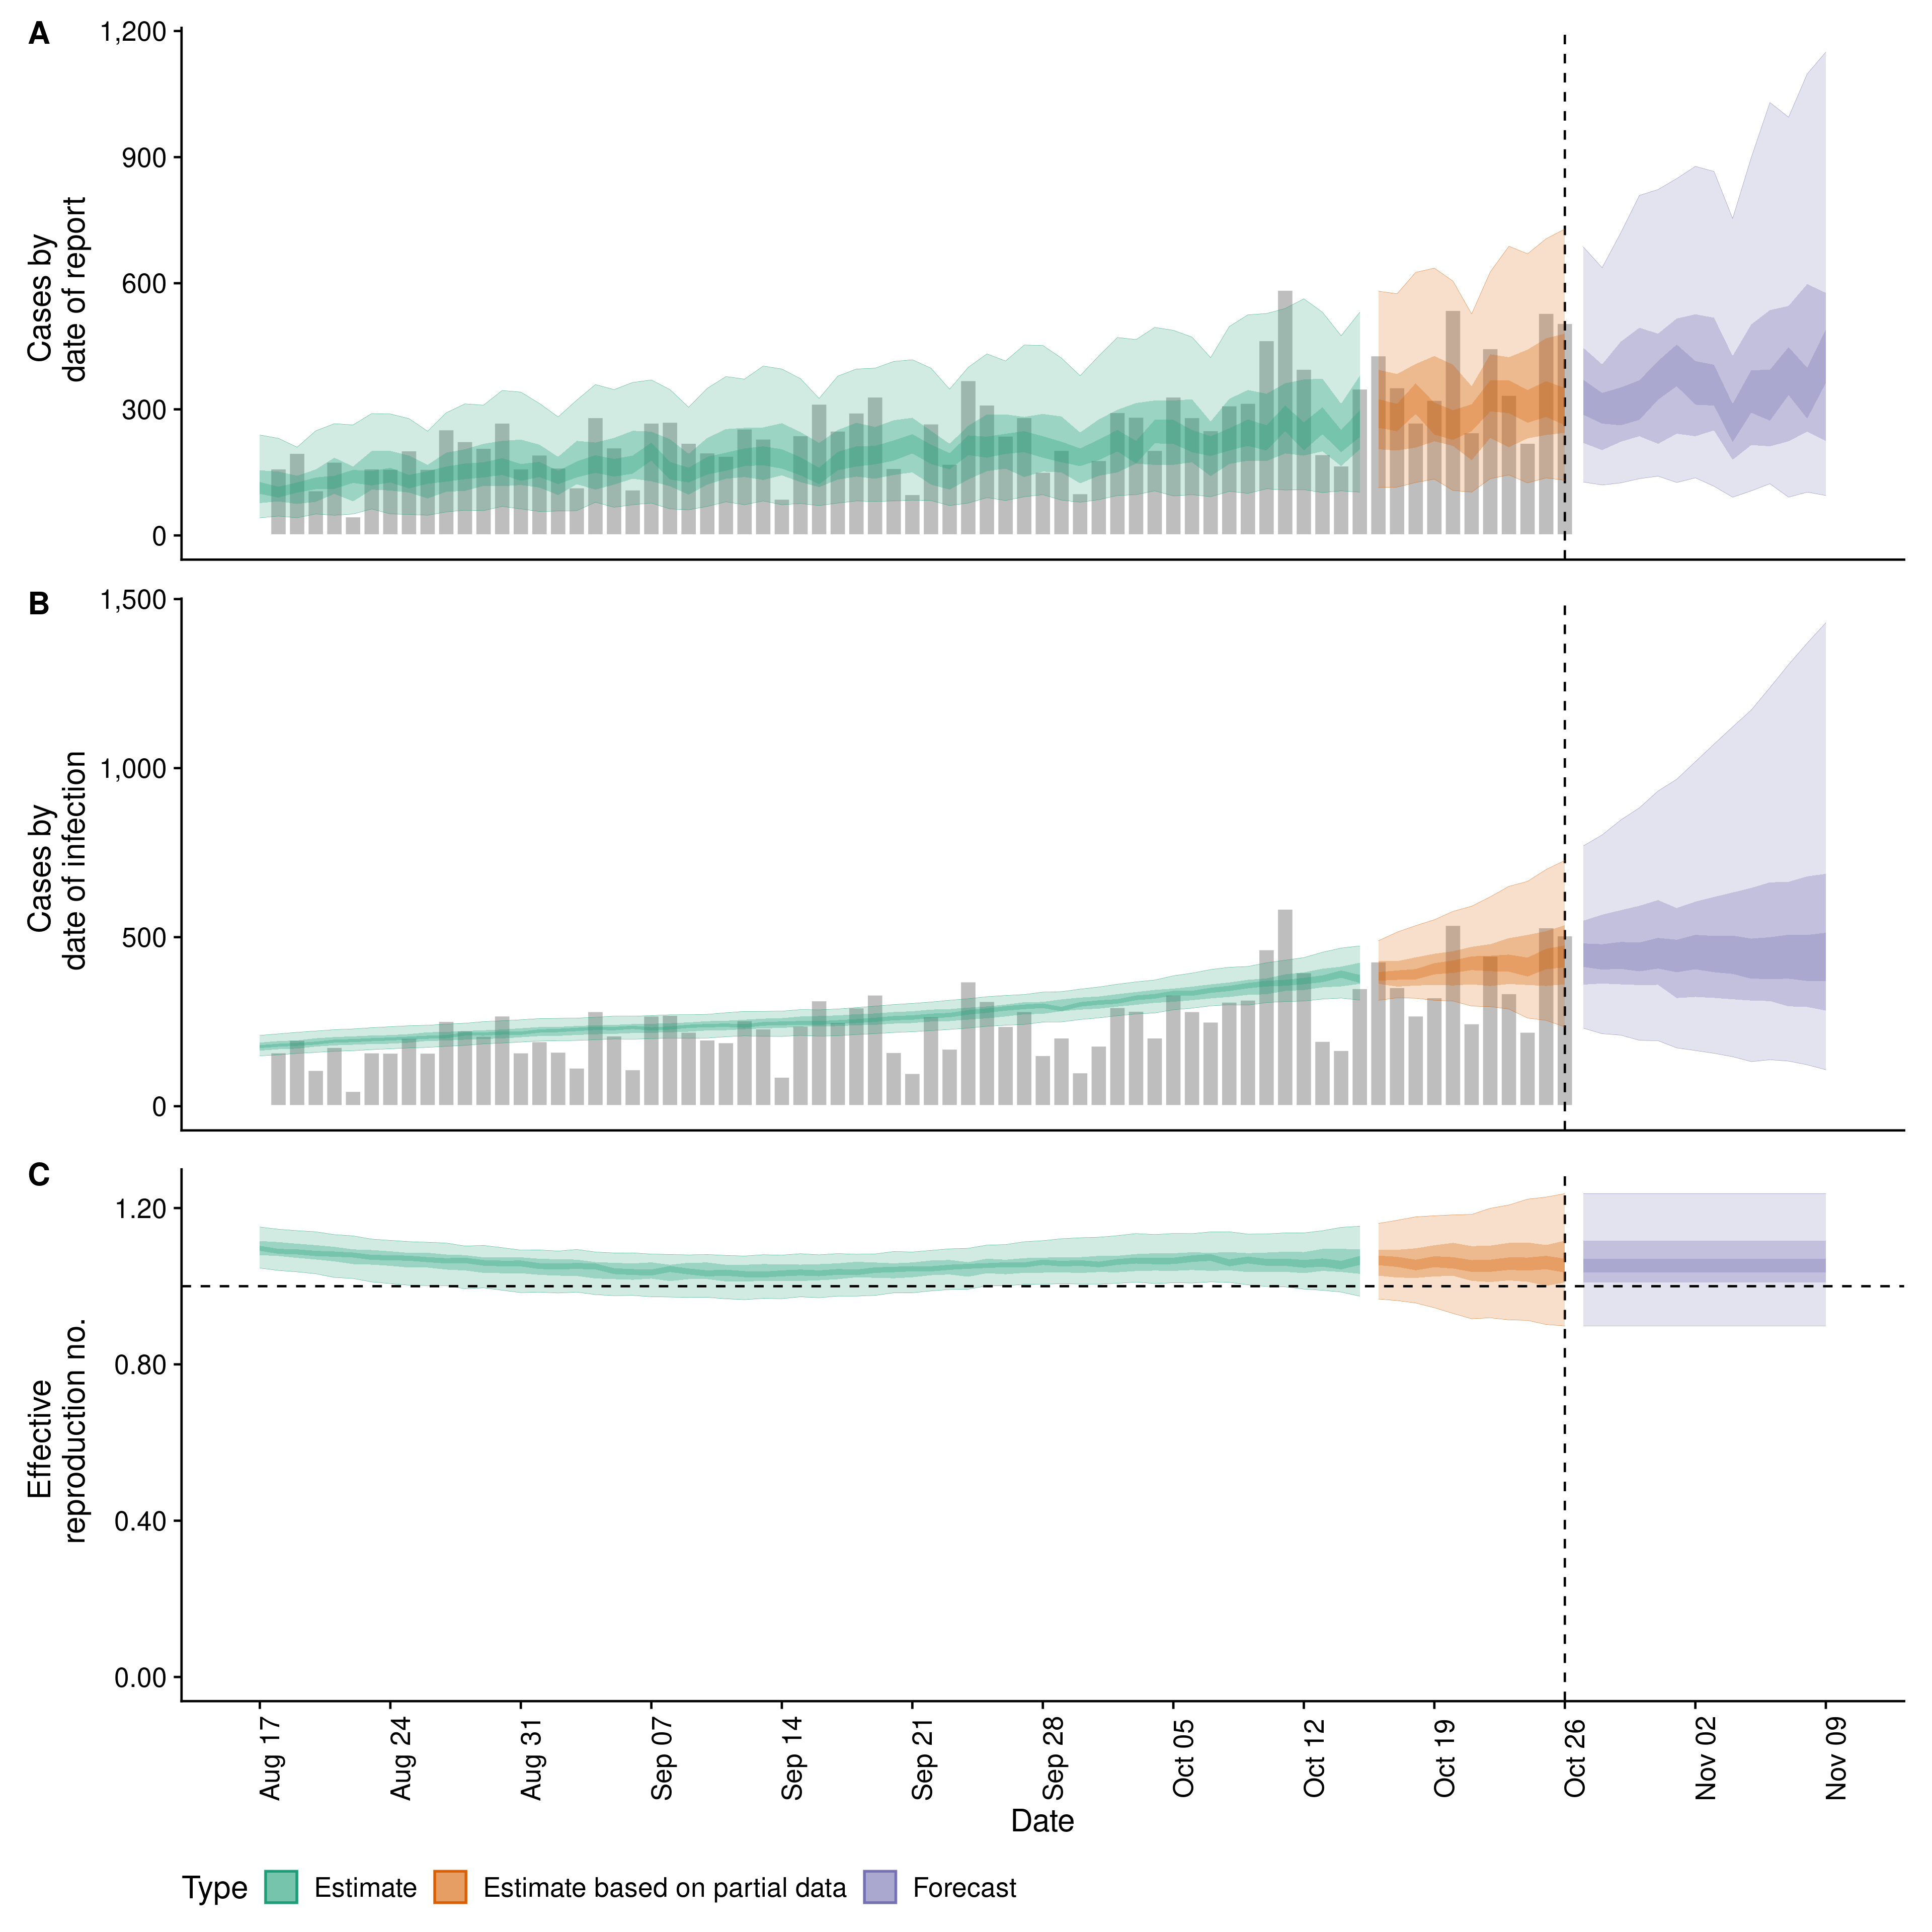 A
1,200
900
600
300
0
Cases by
date of report
B
1,500
1,000
500
0
Cases by
date of infection
C
1.20
0.80
0.40
0.00
Effective
reproduction no.
Aug 17
Aug 24
Aug 31
Sep 07
Sep 14
Sep 21
Sep 28
Oct 05
Oct 12
Oct 19
Oct 26
Nov 02
Nov 09
Date
Type Estimate Estimate based on partial data Forecast